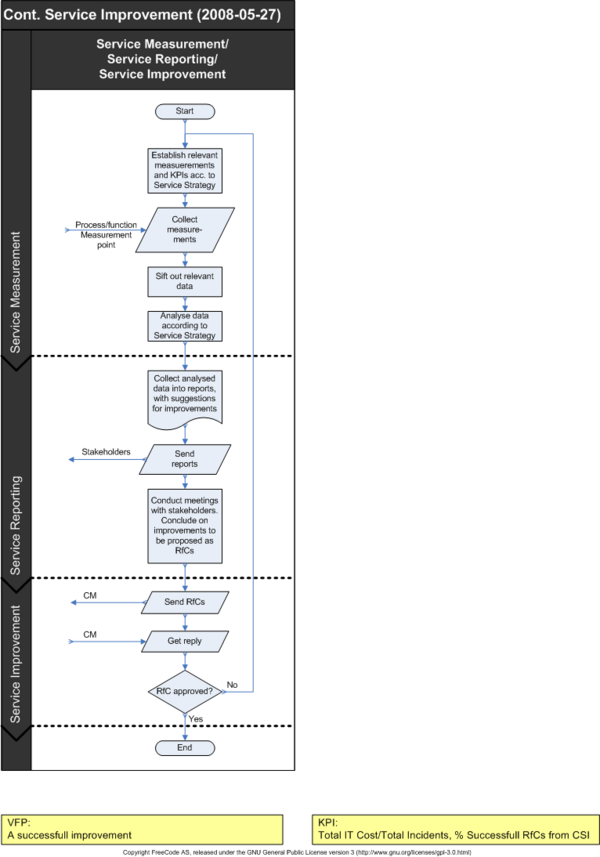 Cont. Service Improvement (2008-05-27)
Service Measurement/
Service Reporting/
Service Improvement
Service Measurement
Start
Establish relevant
measuerements
and KPIs acc. to
Service Strategy
Process/function
Measurement
point
Collect
measure-
ments
Sift out relevant
data
Analyse data
according to
Service Strategy
Service Reporting
Collect analysed
data into reports,
with suggestions
for improvements
Stakeholders
Send
reports
Conduct meetings
with stakeholders.
Conclude on
improvements to
be proposed as
RfCs
Service Improvement
CM
Send RfCs
CM
Get reply
RfC approved?
No
Yes
End
VFP:
A successfull improvement
KPI:
Total IT Cost/Total Incidents, % Successfull RfCs from CSI
Copyright FreeCode AS, released under the GNU General Public License version 3 (http://www.gnu.org/licenses/gpl-3.0.html)